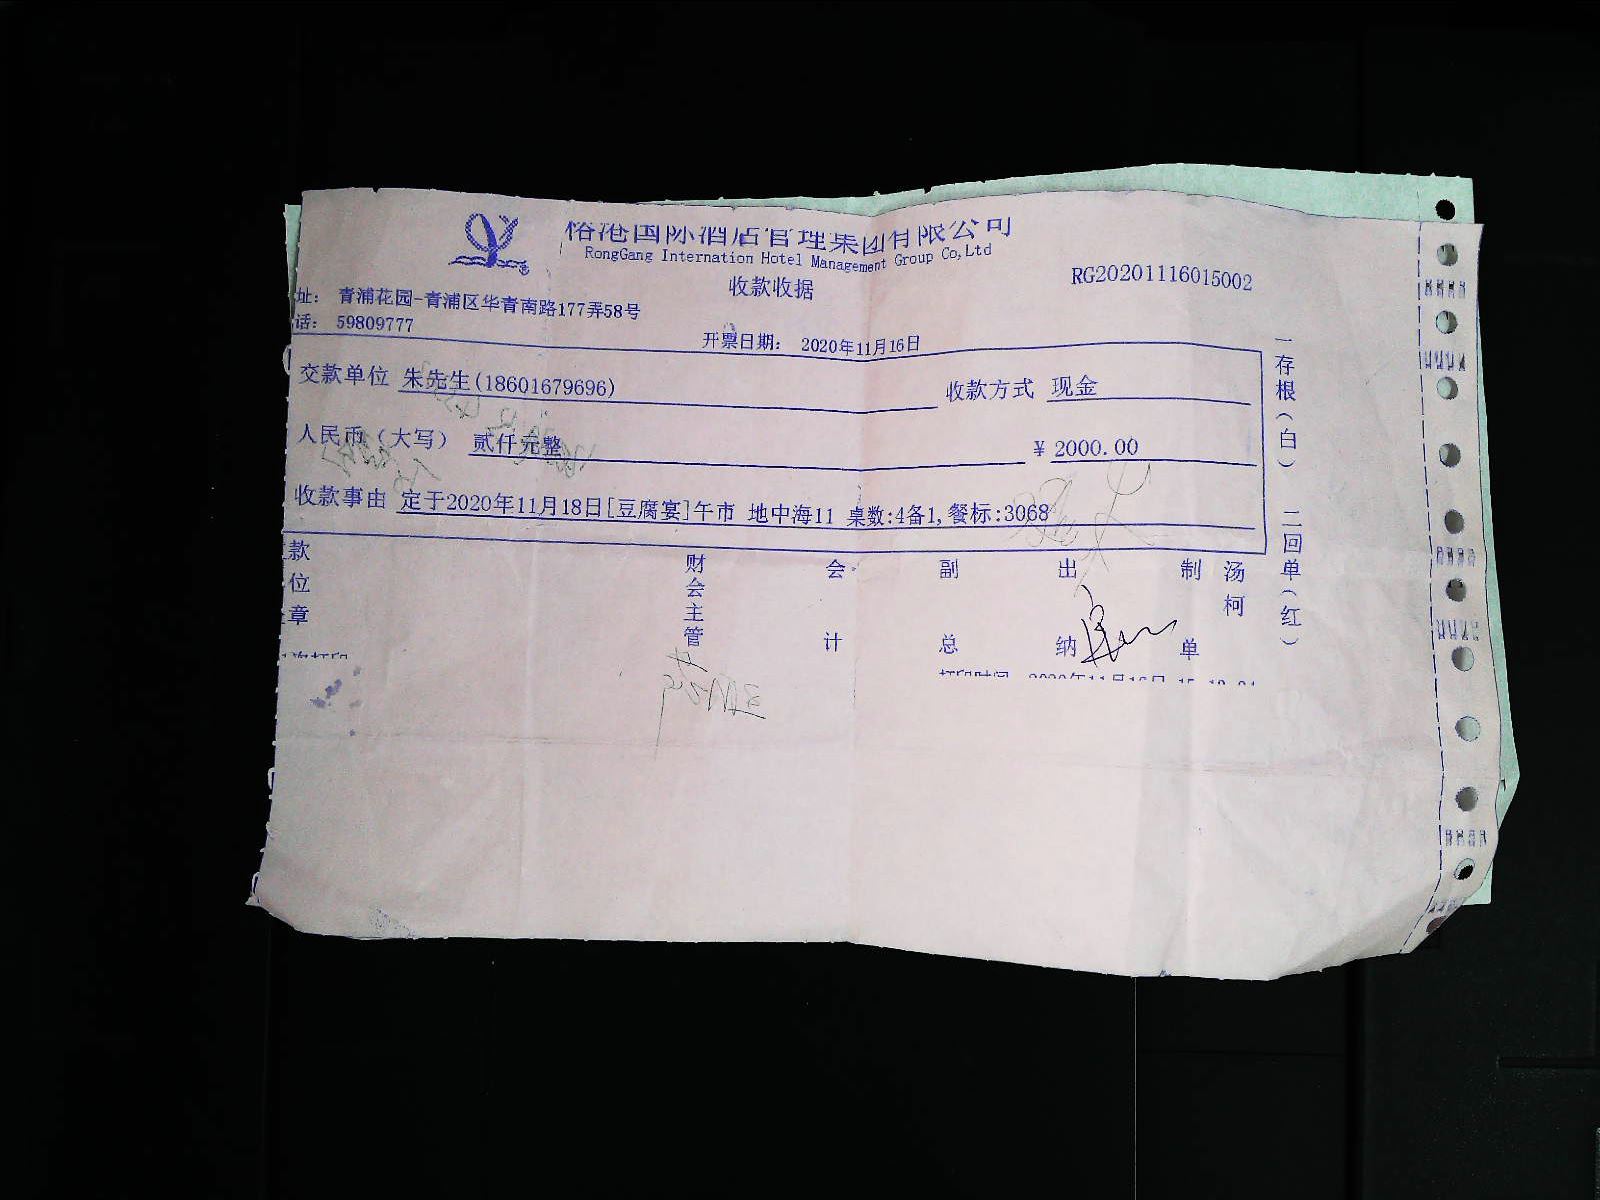 榕港国际酒店管理集团有限公司
RongGang Internation Hotel Management Group Co,Ltd
收款收据
RG20201116015002
址: 青浦花园-青浦区华青南路177弄58号
话: 59809777
开票日期: 2020年11月16日
交款单位 朱先生(18601679696) 收款方式 现金
人民币(大写) 贰仟元整 ¥ 2000.00
收款事由 定于2020年11月18日[豆腐宴]午市 地中海11 桌数:4备1,餐标:3068
款位章 财会主管 会计 副总 出纳 制单 汤柯
一存根(白) 二回单(红)